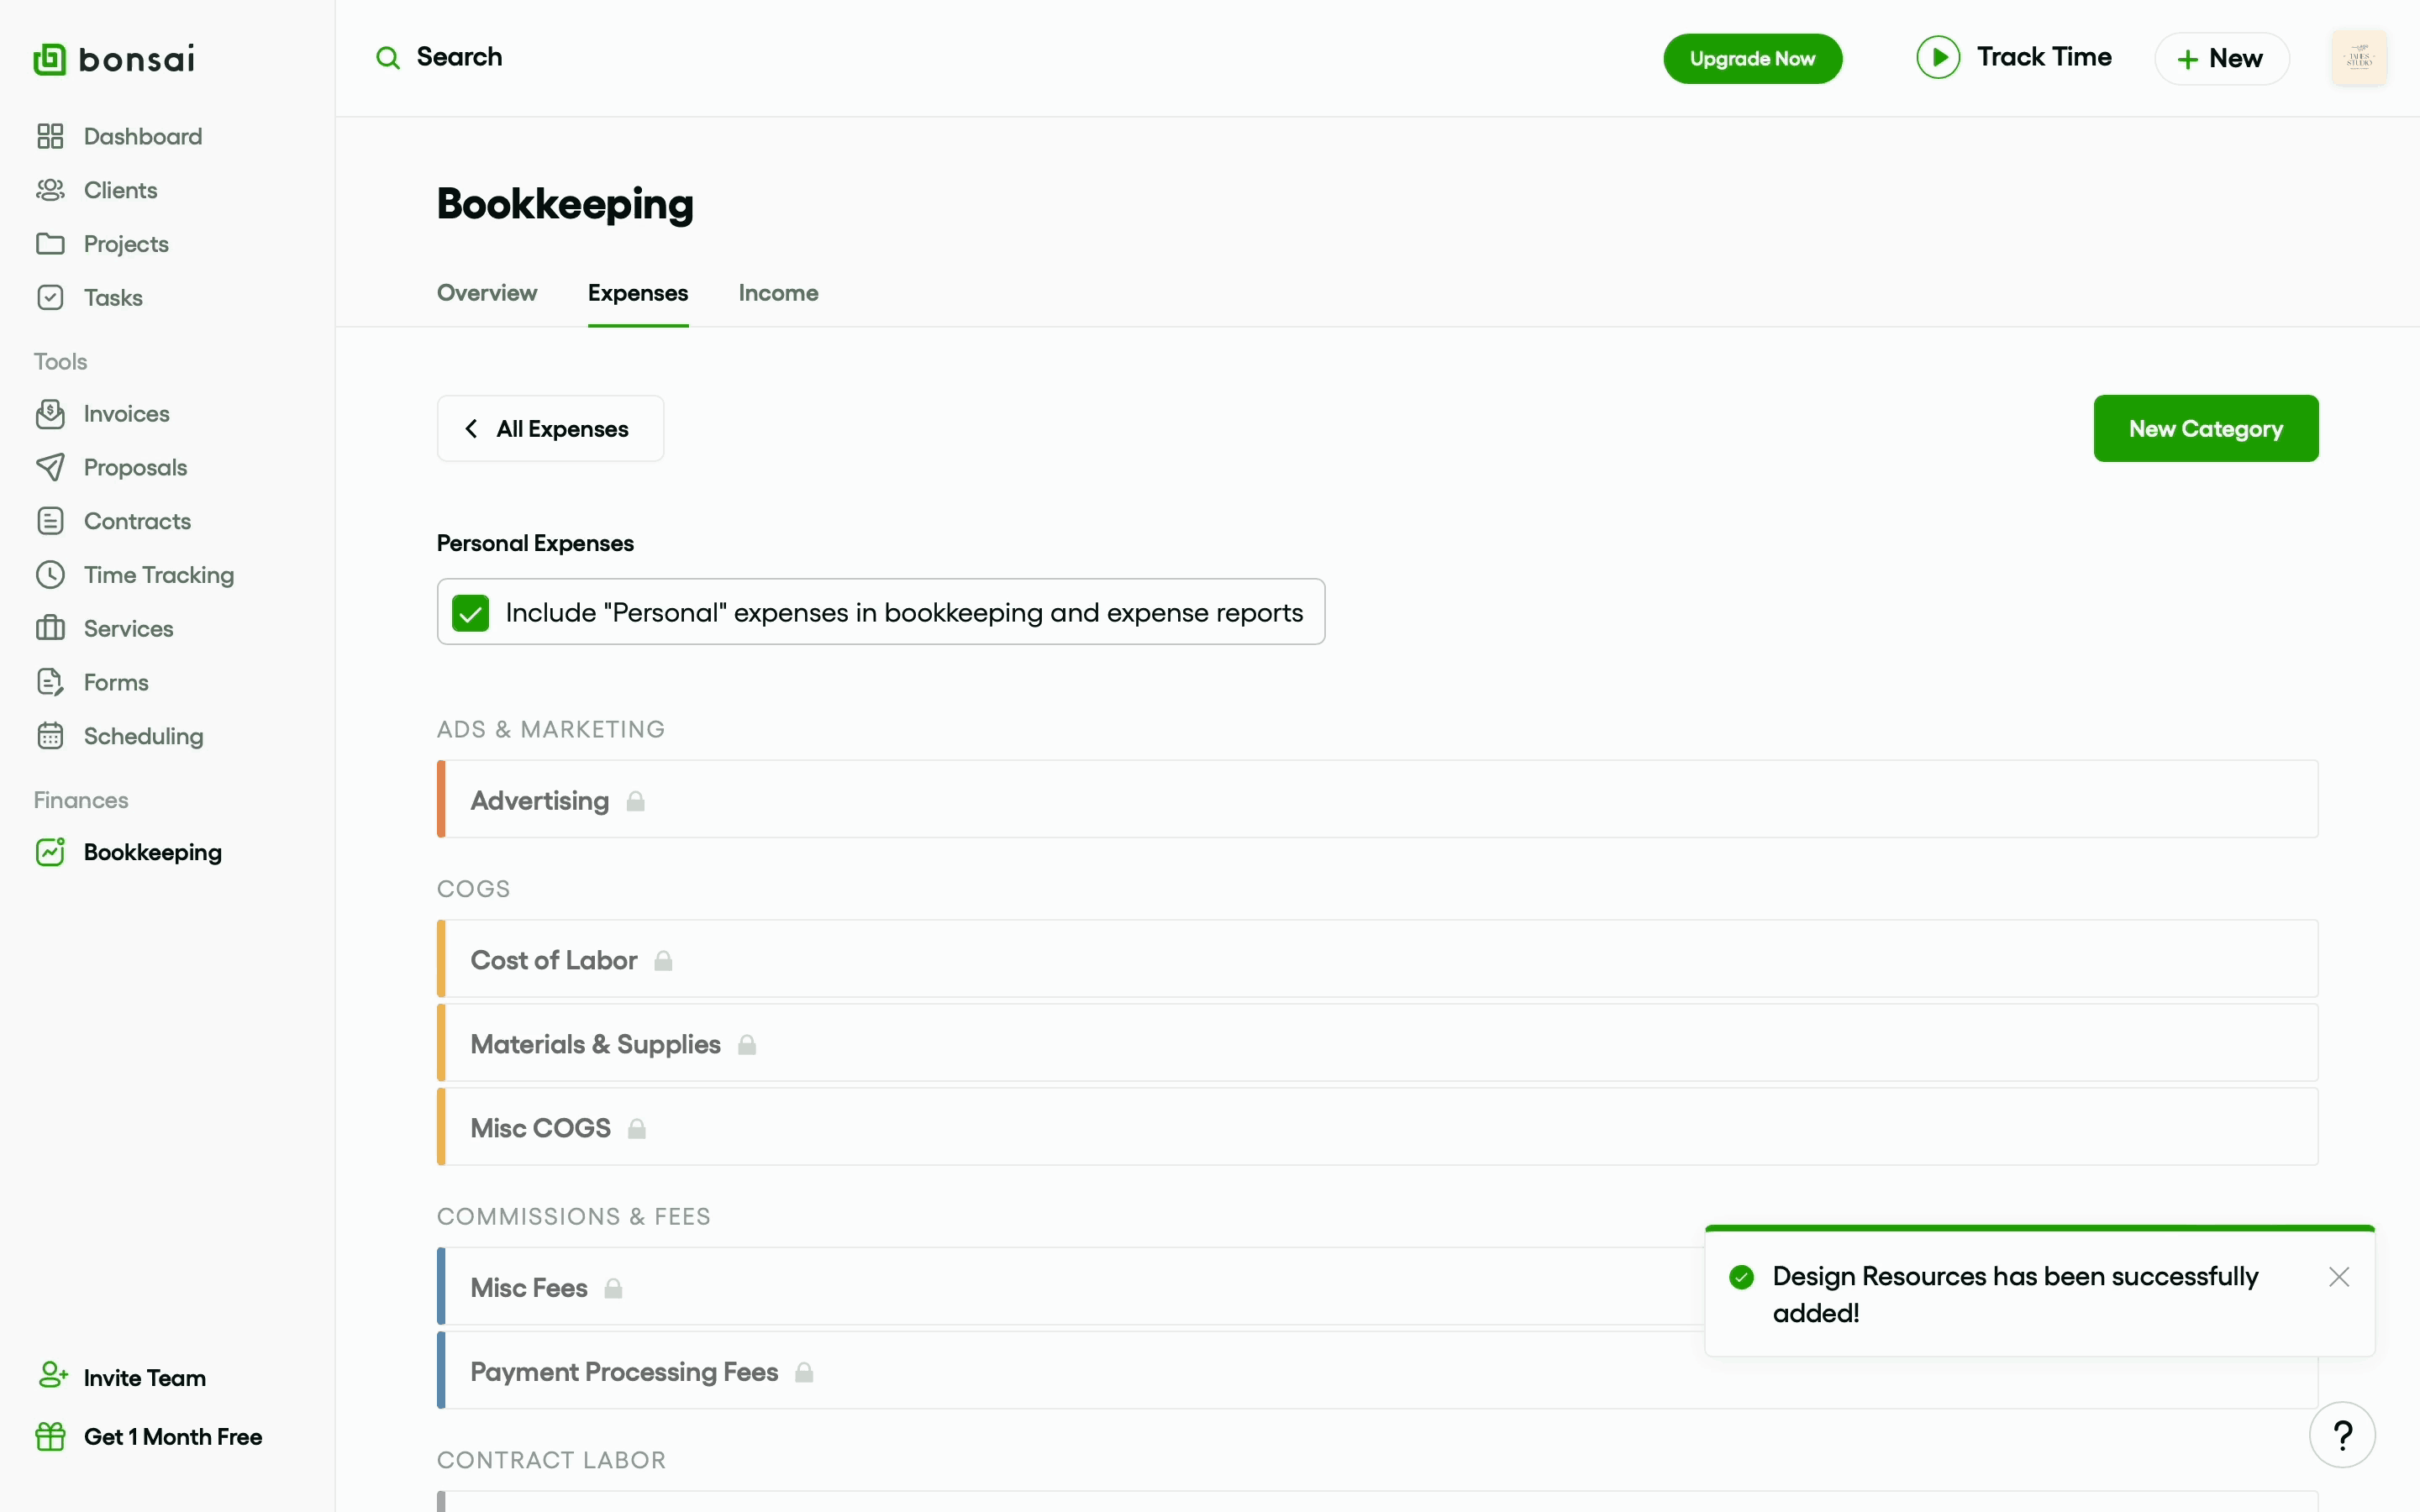 bonsai
Search
Upgrade Now
Track Time
New
Dashboard
Clients
Projects
Tasks
Tools
Invoices
Proposals
Contracts
Time Tracking
Services
Forms
Scheduling
Finances
Bookkeeping
Invite Team
Get 1 Month Free
Bookkeeping
Overview
Expenses
Income
All Expenses
New Category
Personal Expenses
Include "Personal" expenses in bookkeeping and expense reports
ADS & MARKETING
Advertising
COGS
Cost of Labor
Materials & Supplies
Misc COGS
COMMISSIONS & FEES
Misc Fees
Payment Processing Fees
CONTRACT LABOR
Design Resources has been successfully
added!
?